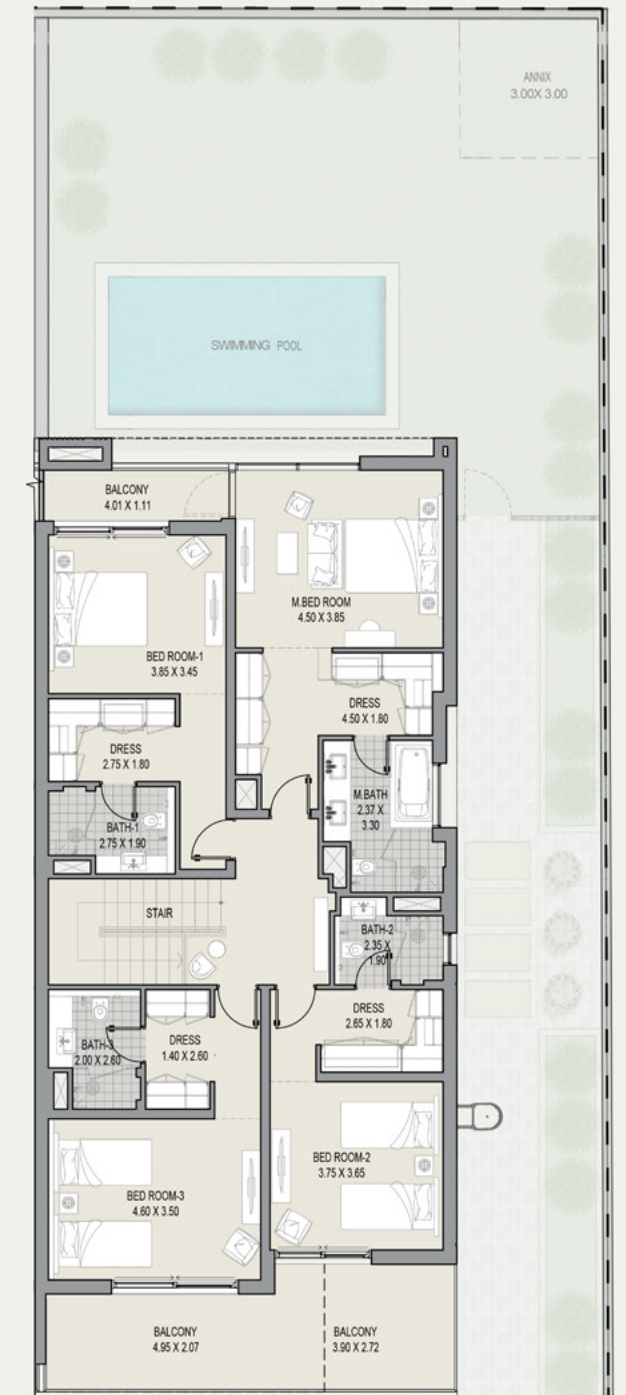 ANNIX
3.00X 3.00
SWIMMING POOL
BALCONY
4.01 X 1.11
M.BED ROOM
4.50 X 3.85
BED ROOM-1
3.85 X 3.45
DRESS
4.50 X 1.80
DRESS
2.75 X 1.80
M.BATH
2.37 X
3.30
BATH-1
2.75 X 1.90
STAIR
BATH-2
2.35 X
1.90
DRESS
2.65 X 1.80
BATH-3
2.00 X 2.60
DRESS
1.40 X 2.60
BED ROOM-2
3.75 X 3.65
BED ROOM-3
4.60 X 3.50
BALCONY
4.95 X 2.07
BALCONY
3.90 X 2.72